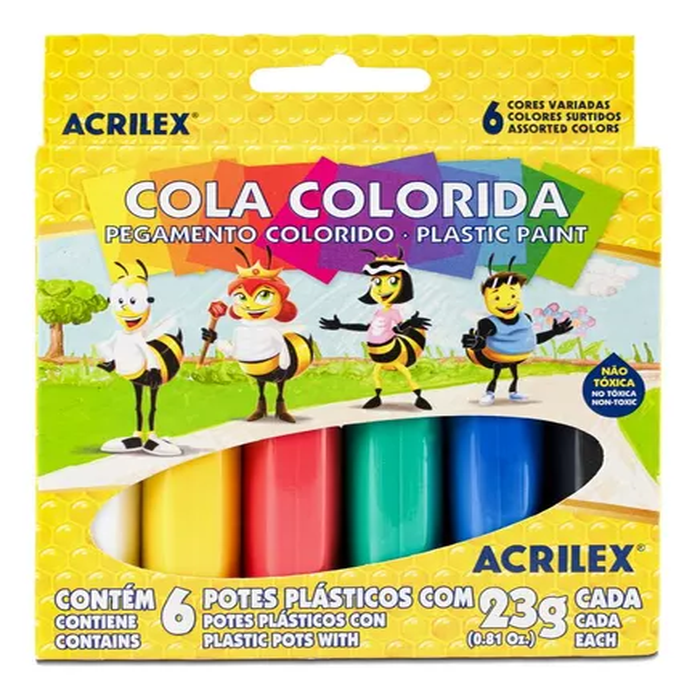 ACRILEX®
6 CORES VARIADAS
COLORES SURTIDOS
ASSORTED COLORS
COLA COLORIDA
PEGAMENTO COLORIDO · PLASTIC PAINT
NÃO
TÓXICA
NO TÓXICA
NON-TOXIC
ACRILEX®
CONTÉM 6 POTES PLÁSTICOS COM 23g CADA
CONTIENE POTES PLÁSTICOS CON CADA
CONTAINS PLASTIC POTS WITH (0.81 Oz.) EACH